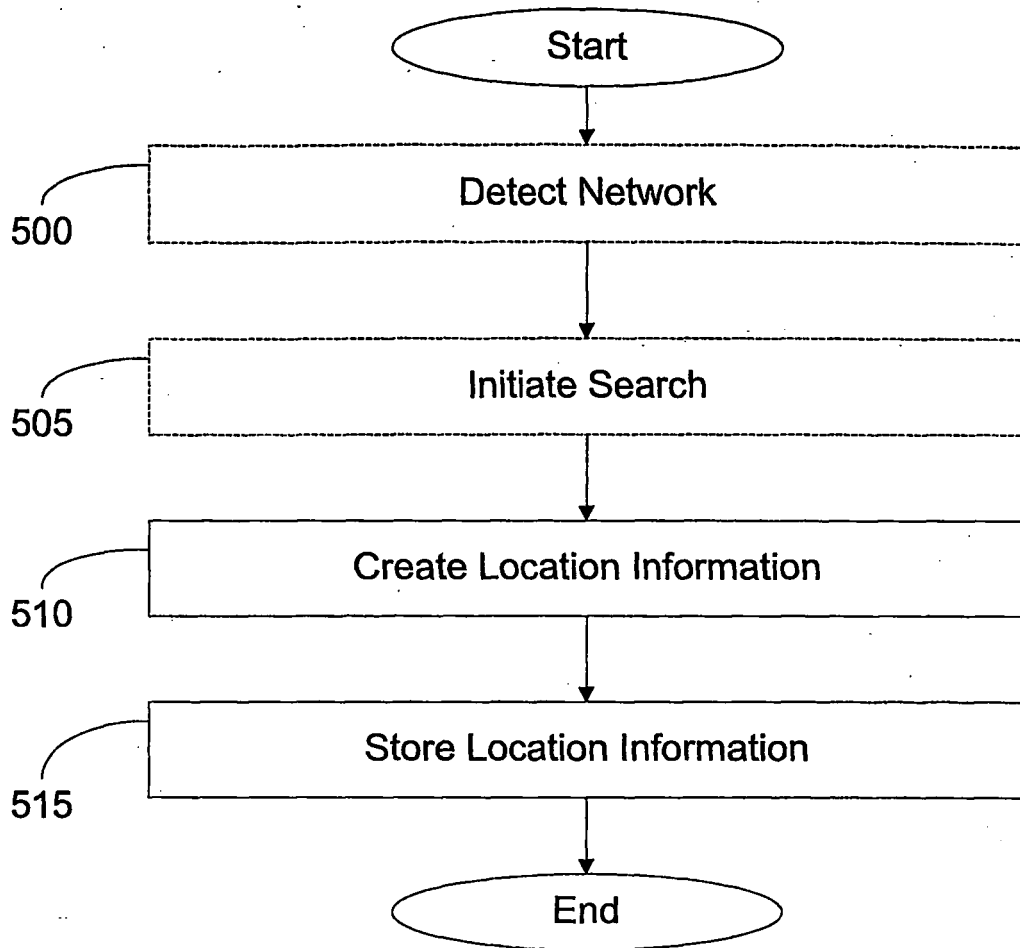 Start
Detect Network
500
Initiate Search
505
Create Location Information
510
Store Location Information
515
End